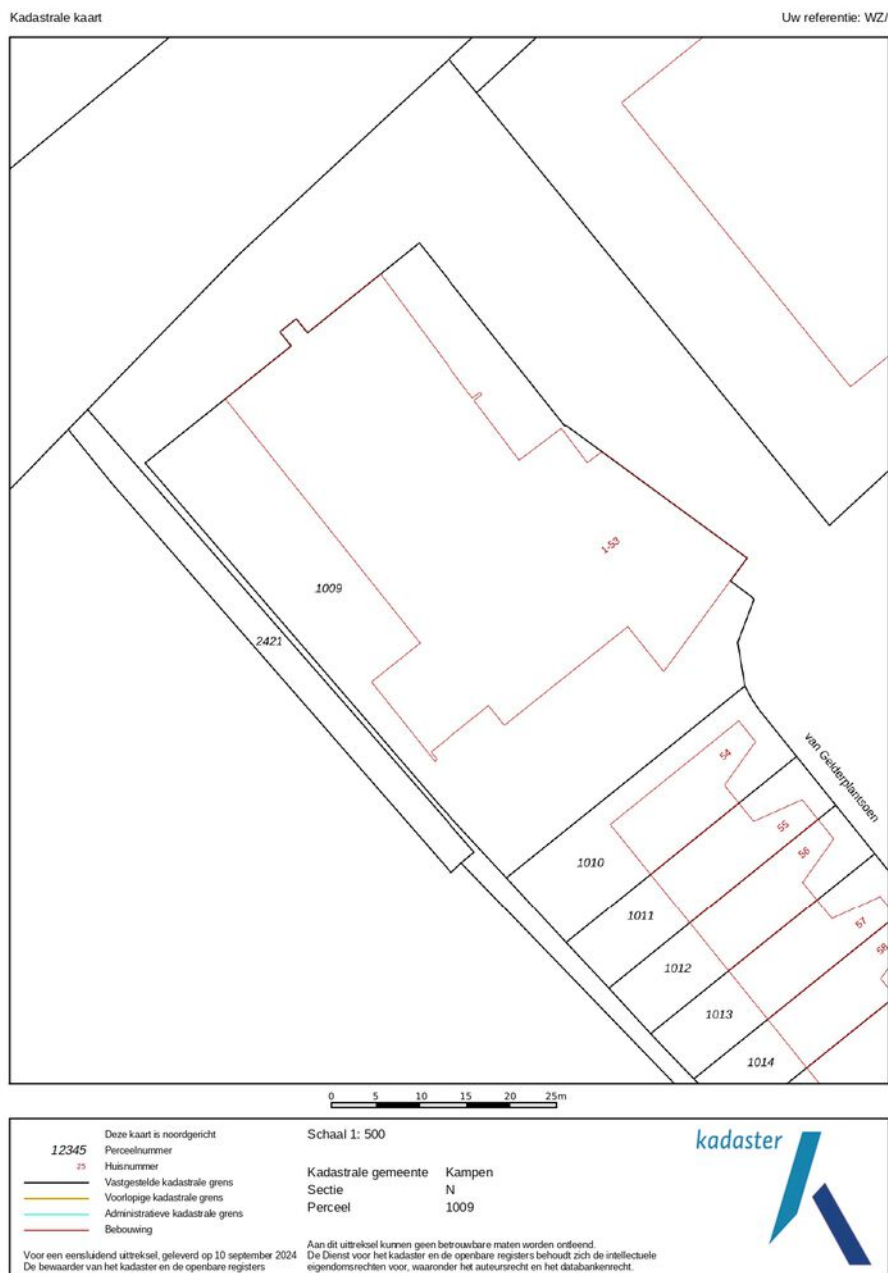 Kadastrale kaart
Uw referentie: WZ/
1-53
1009
2421
van Gelderplantsoen
54
55
56
57
58
1010
1011
1012
1013
1014
0 5 10 15 20 25m
Deze kaart is noordgericht
12345 Perceelnummer
25 Huisnummer
Vastgestelde kadastrale grens
Voorlopige kadastrale grens
Administratieve kadastrale grens
Bebouwing
Voor een eensluidend uittreksel, geleverd op 10 september 2024
De bewaarder van het kadaster en de openbare registers
Schaal 1: 500
Kadastrale gemeente Kampen
Sectie N
Perceel 1009
Aan dit uittreksel kunnen geen betrouwbare maten worden ontleend.
De Dienst voor het kadaster en de openbare registers behoudt zich de intellectuele
eigendomsrechten voor, waaronder het auteursrecht en het databankenrecht.
kadaster